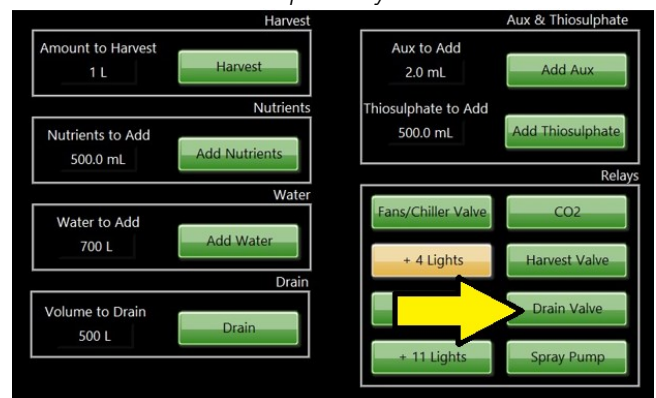 Harvest
Amount to Harvest
1 L
Harvest
Nutrients
Nutrients to Add
500.0 mL
Add Nutrients
Water
Water to Add
700 L
Add Water
Drain
Volume to Drain
500 L
Drain
Aux & Thiosulphate
Aux to Add
2.0 mL
Add Aux
Thiosulphate to Add
500.0 mL
Add Thiosulphate
Relays
Fans/Chiller Valve
CO2
+ 4 Lights
Harvest Valve
Drain Valve
+ 11 Lights
Spray Pump